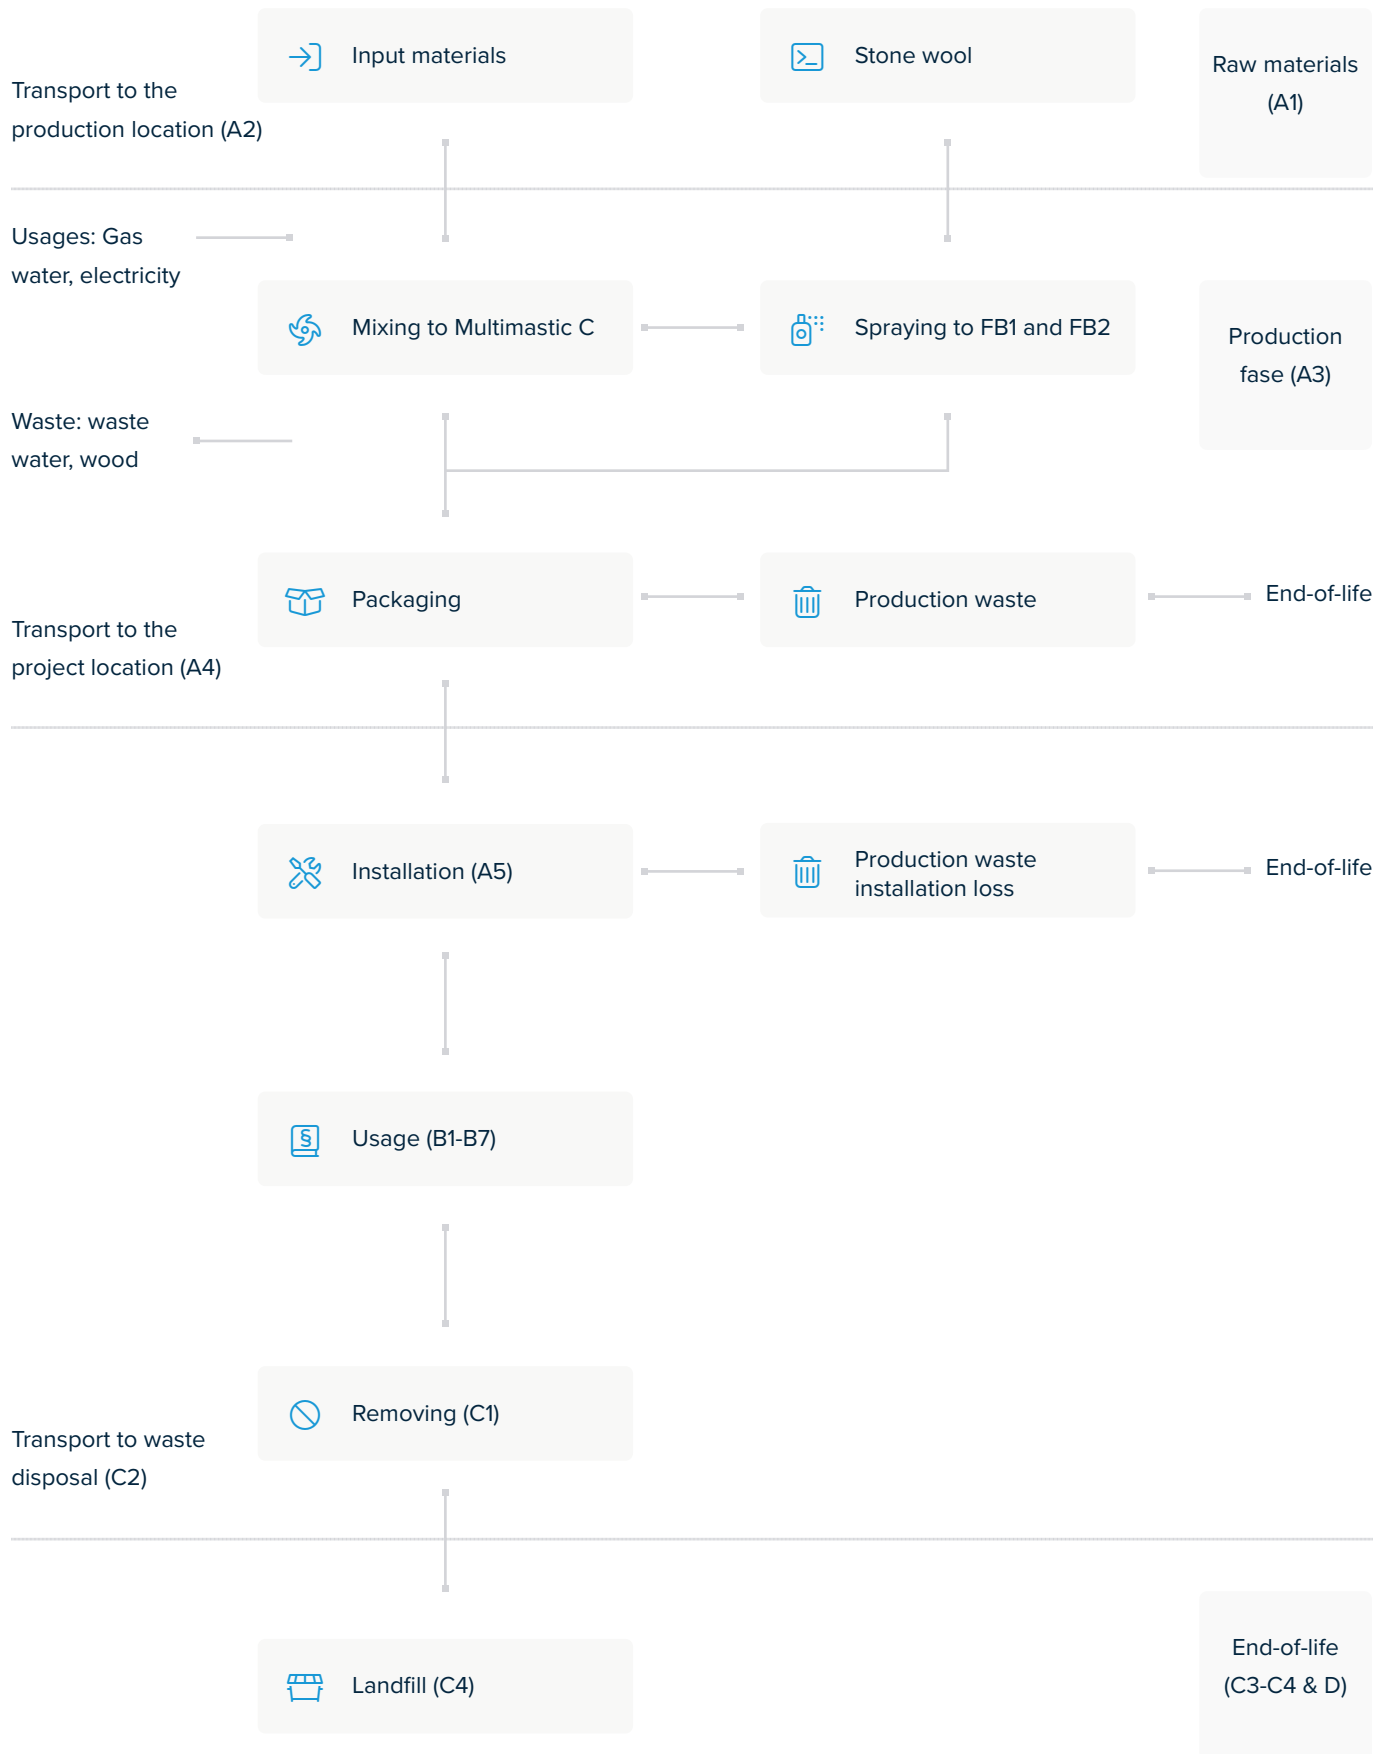 Input materials
Stone wool
Raw materials
(A1)
Transport to the
production location (A2)
Usages: Gas
water, electricity
Mixing to Multimastic C
Spraying to FB1 and FB2
Production
fase (A3)
Waste: waste
water, wood
Packaging
Production waste
End-of-life
Transport to the
project location (A4)
Installation (A5)
Production waste
installation loss
End-of-life
Usage (B1-B7)
Removing (C1)
Transport to waste
disposal (C2)
Landfill (C4)
End-of-life
(C3-C4 & D)